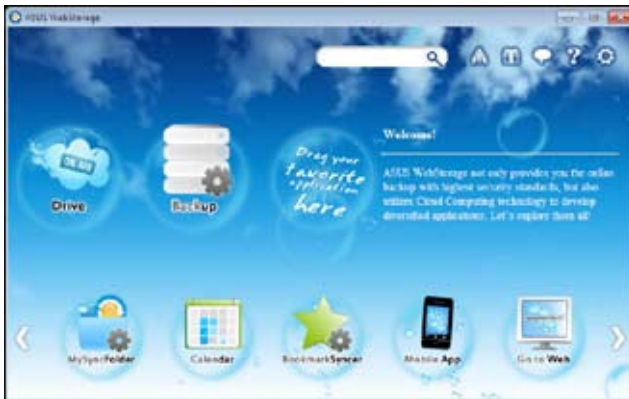 ASUS WebStorage
Welcome!
ON AIR
Drag your
favorite
application
here
ASUS WebStorage not only provides you the online
backup with highest security standards, but also
utilizes Cloud Computing technology to develop
diversified applications. Let's explore them all!
Drive
Backup
MySyncFolder
Calendar
BookmarkSyncer
Mobile App
Go to Web